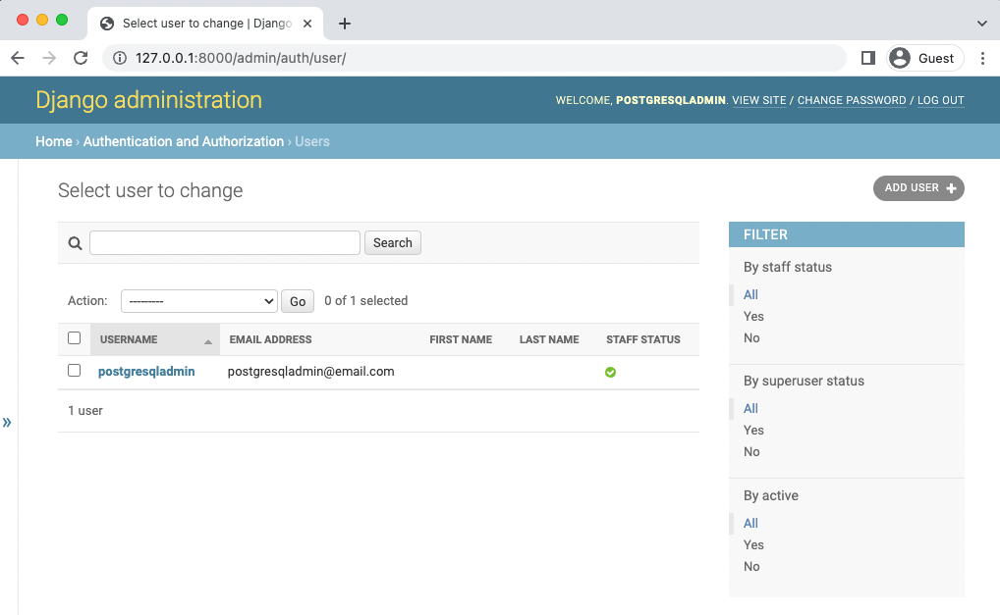 Select user to change | Django
127.0.0.1:8000/admin/auth/user/
Guest
Django administration
WELCOME, POSTGRESQLADMIN. VIEW SITE / CHANGE PASSWORD / LOG OUT
Home › Authentication and Authorization › Users
Select user to change
ADD USER +
Search
Action: --------- Go 0 of 1 selected
USERNAME EMAIL ADDRESS FIRST NAME LAST NAME STAFF STATUS
postgresqladmin postgresqladmin@email.com
1 user
»
FILTER
By staff status
All
Yes
No
By superuser status
All
Yes
No
By active
All
Yes
No